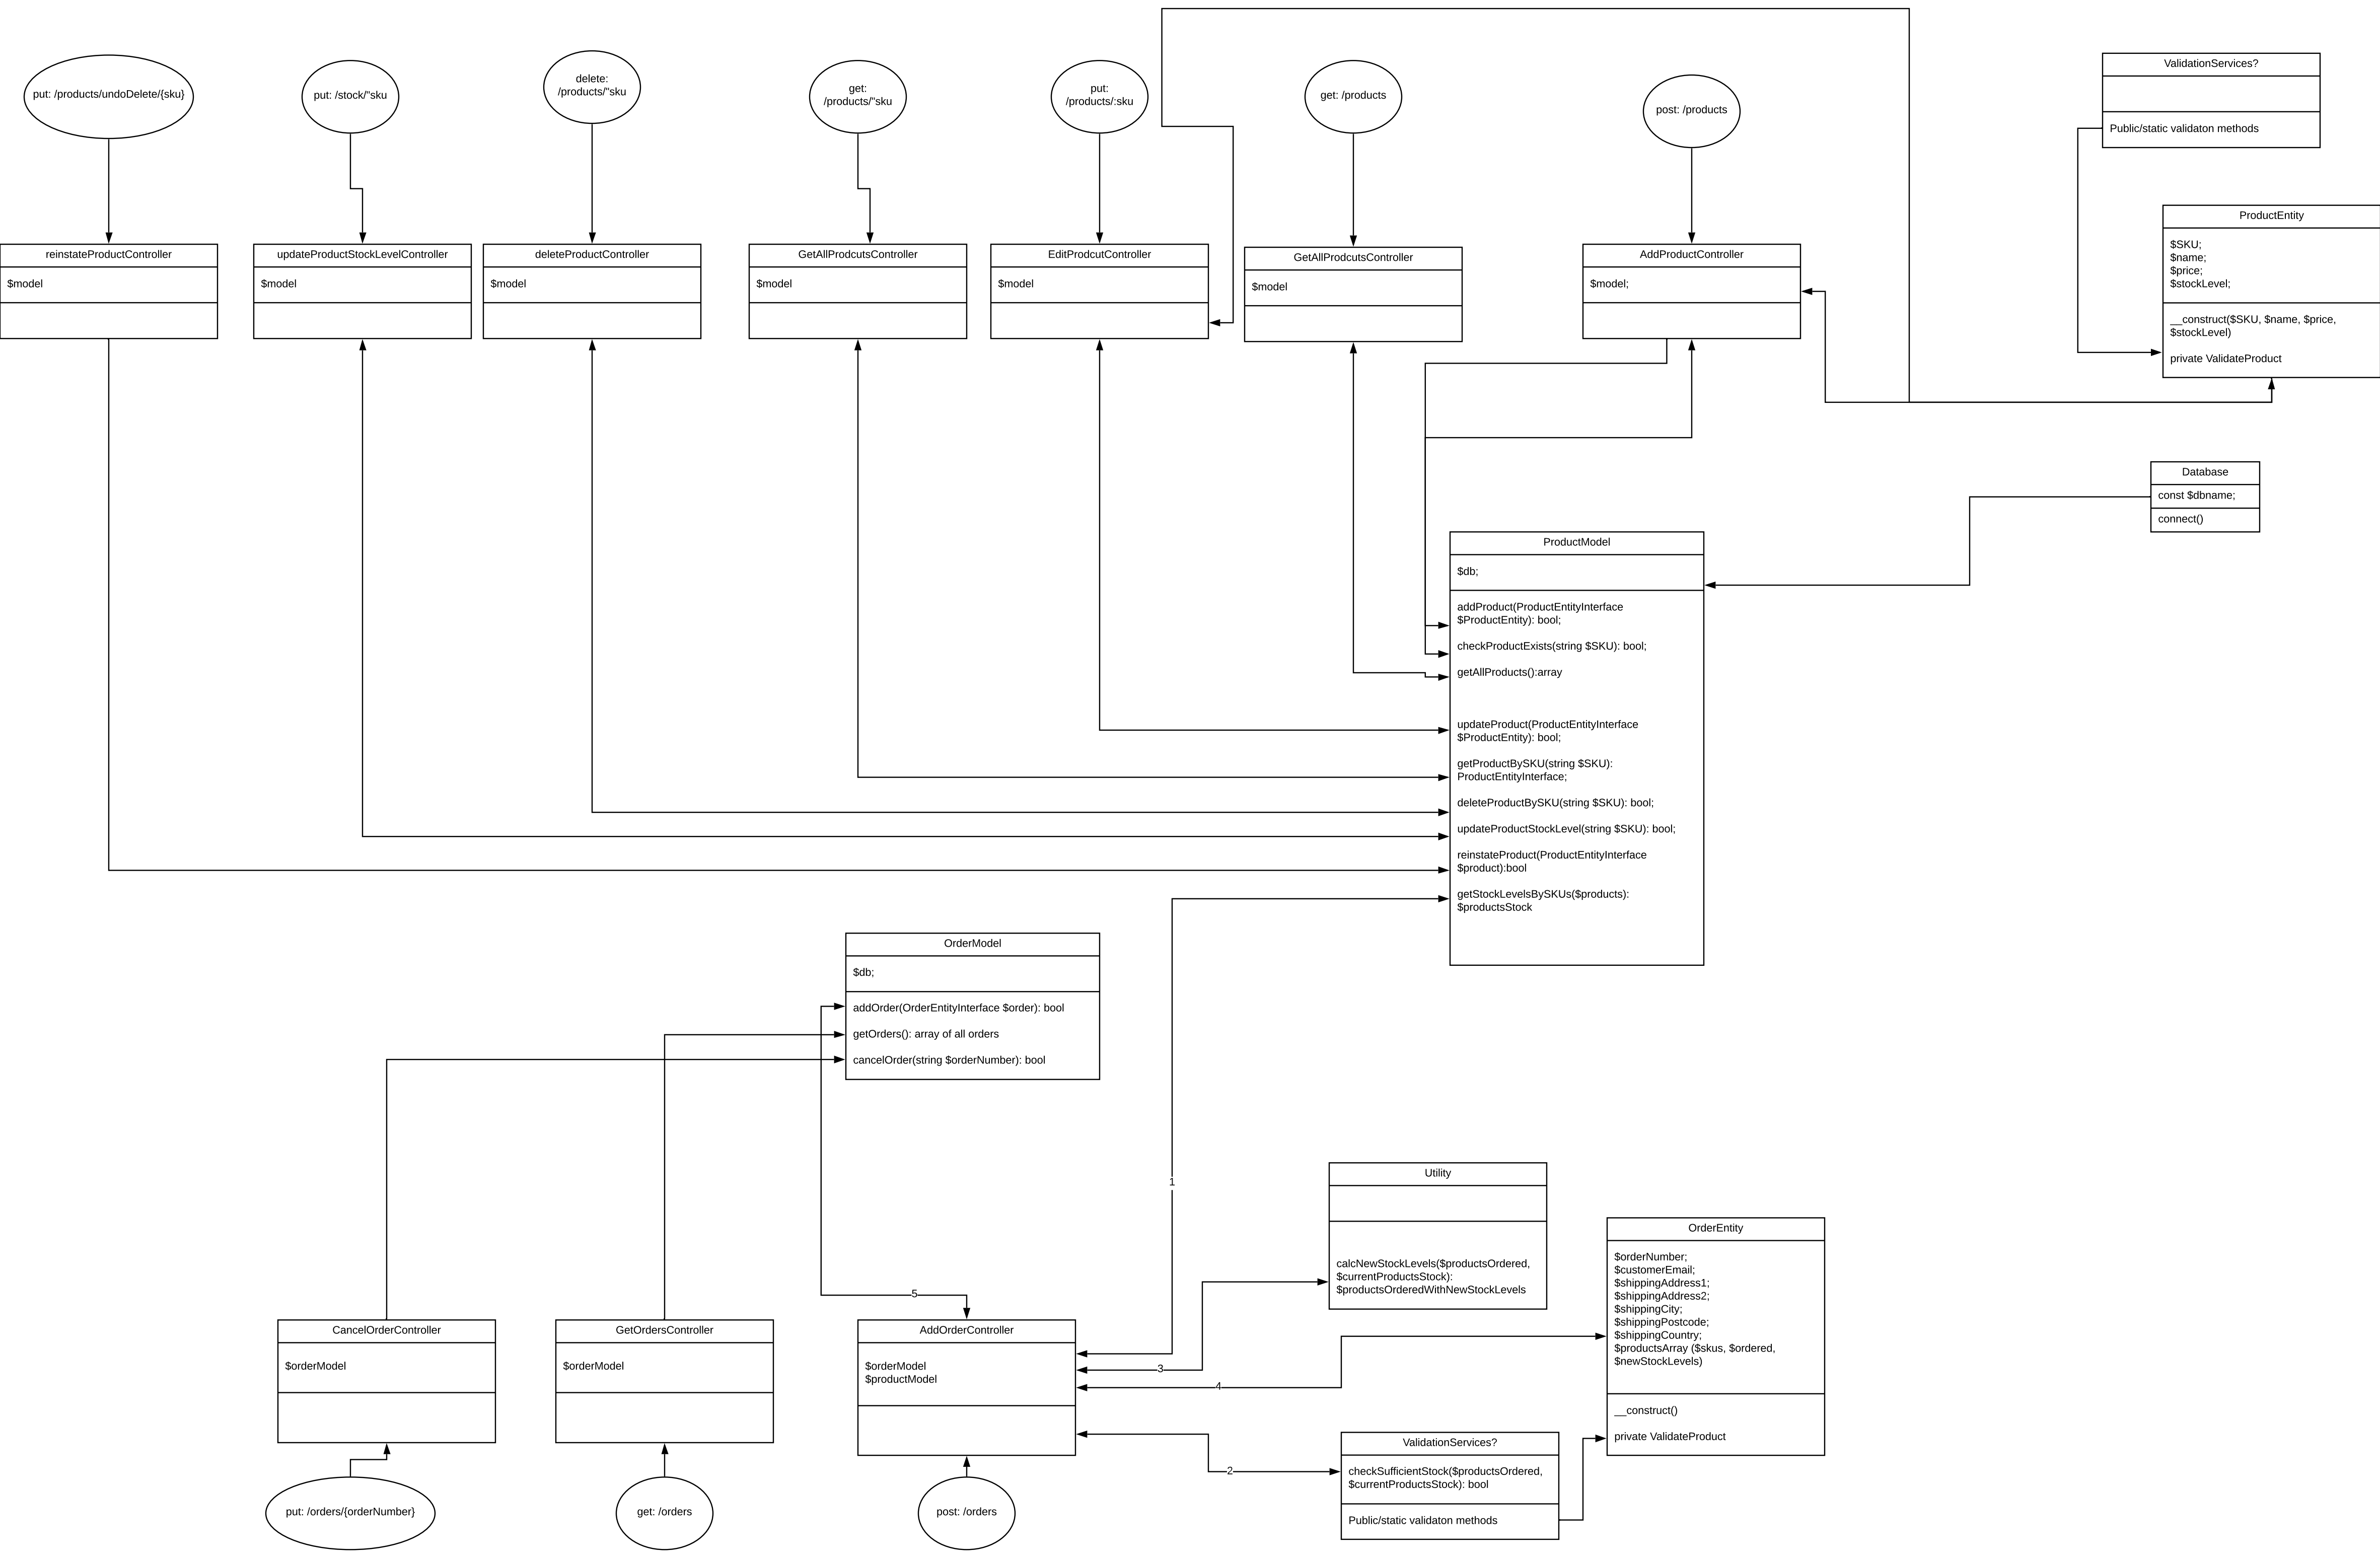 put: /products/undoDelete/{sku}
put: /stock/"sku
delete:
/products/"sku
get:
/products/"sku
put:
/products/:sku
get: /products
post: /products
ValidationServices?
Public/static validaton methods
reinstateProductController
$model
updateProductStockLevelController
$model
deleteProductController
$model
GetAllProdcutsController
$model
EditProdcutController
$model
GetAllProdcutsController
$model
AddProductController
$model;
ProductEntity
$SKU;
$name;
$price;
$stockLevel;
__construct($SKU, $name, $price,
$stockLevel)
private ValidateProduct
Database
const $dbname;
connect()
ProductModel
$db;
addProduct(ProductEntityInterface
$ProductEntity): bool;
checkProductExists(string $SKU): bool;
getAllProducts():array
updateProduct(ProductEntityInterface
$ProductEntity): bool;
getProductBySKU(string $SKU):
ProductEntityInterface;
deleteProductBySKU(string $SKU): bool;
updateProductStockLevel(string $SKU): bool;
reinstateProduct(ProductEntityInterface
$product):bool
getStockLevelsBySKUs($products):
$productsStock
OrderModel
$db;
addOrder(OrderEntityInterface $order): bool
getOrders(): array of all orders
cancelOrder(string $orderNumber): bool
1
Utility
calcNewStockLevels($productsOrdered,
$currentProductsStock):
$productsOrderedWithNewStockLevels
OrderEntity
$orderNumber;
$customerEmail;
$shippingAddress1;
$shippingAddress2;
$shippingCity;
$shippingPostcode;
$shippingCountry;
$productsArray ($skus, $ordered,
$newStockLevels)
__construct()
private ValidateProduct
5
CancelOrderController
$orderModel
GetOrdersController
$orderModel
AddOrderController
$orderModel
$productModel
3
4
2
ValidationServices?
checkSufficientStock($productsOrdered,
$currentProductsStock): bool
Public/static validaton methods
put: /orders/{orderNumber}
get: /orders
post: /orders